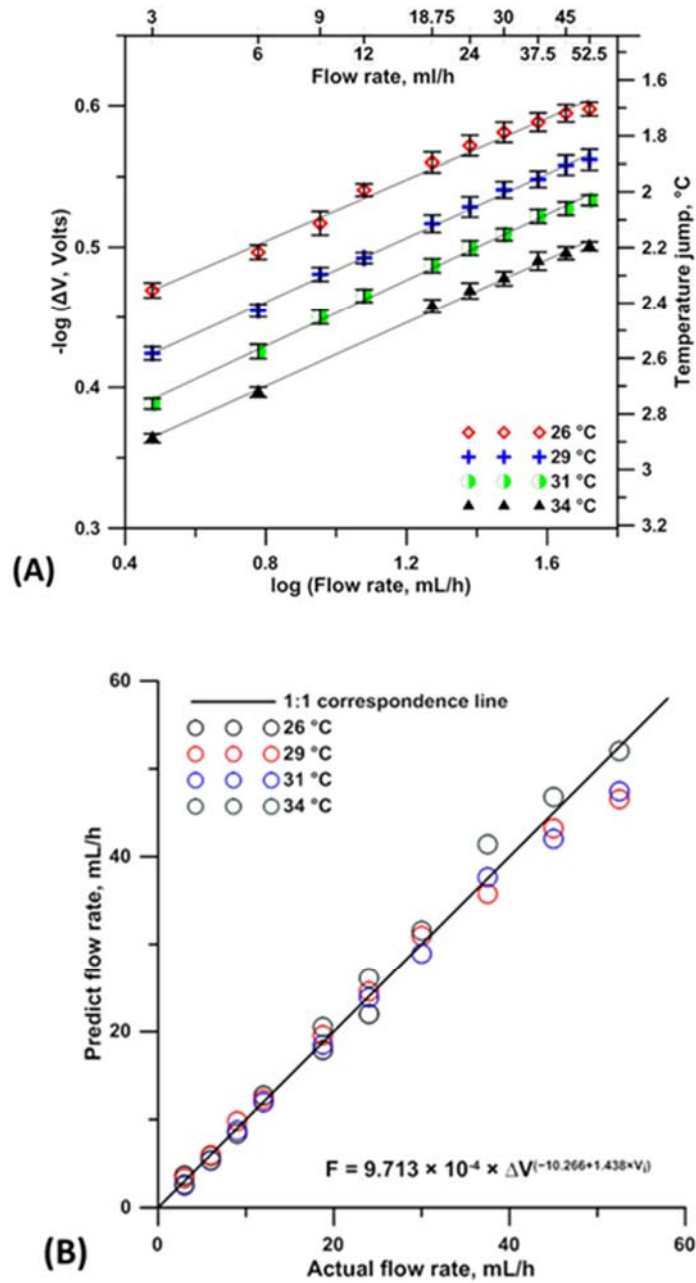 3 9 18.75 30 45
6 12 24 37.5 52.5
Flow rate, ml/h
0.6
0.5
0.4
0.3
-log (ΔV, Volts)
1.6
1.8
2
2.2
2.4
2.6
2.8
3
3.2
Temperature jump, °C
26 °C
29 °C
31 °C
34 °C
0.4 0.8 1.2 1.6
log (Flow rate, mL/h)
(A)
60
40
20
0
Predict flow rate, mL/h
1:1 correspondence line
26 °C
29 °C
31 °C
34 °C
F = 9.713 × 10⁻⁴ × ΔV^(−10.266+1.438×Vᵢ)
0 20 40 60
Actual flow rate, mL/h
(B)